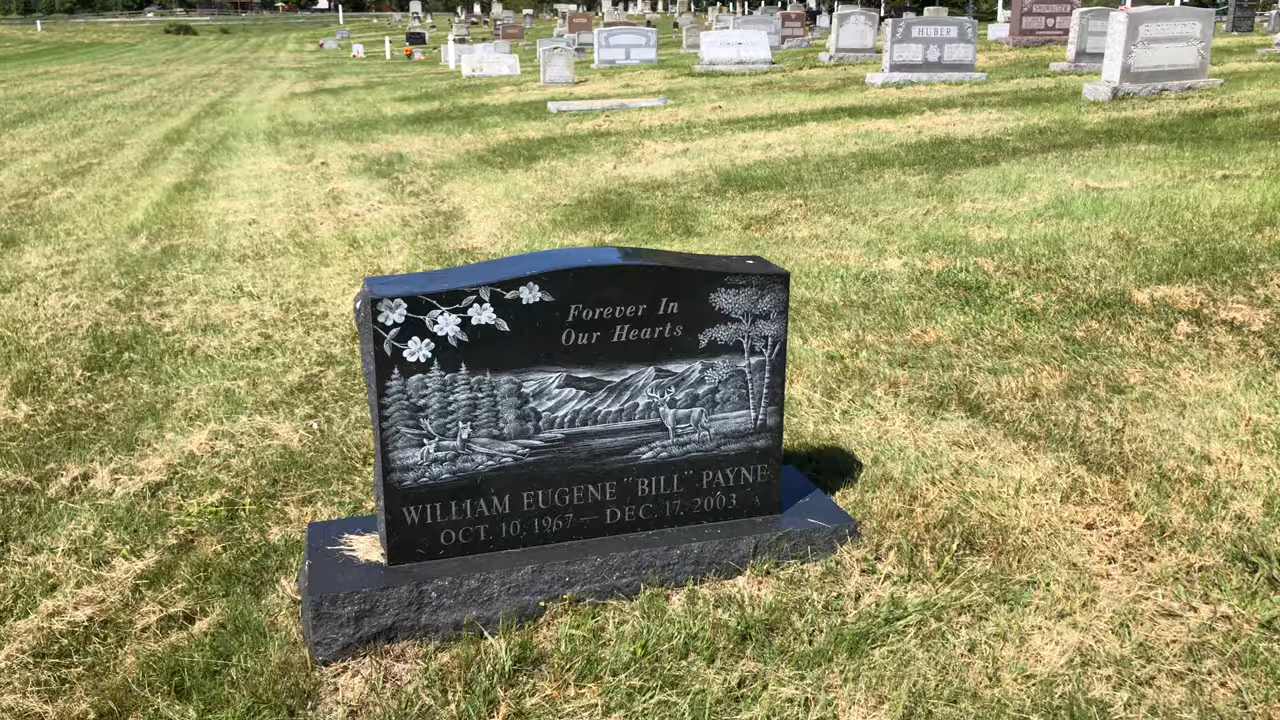 HUBER
Forever In
Our Hearts
WILLIAM EUGENE "BILL" PAYNE
OCT. 10, 1967 — DEC. 17, 2003